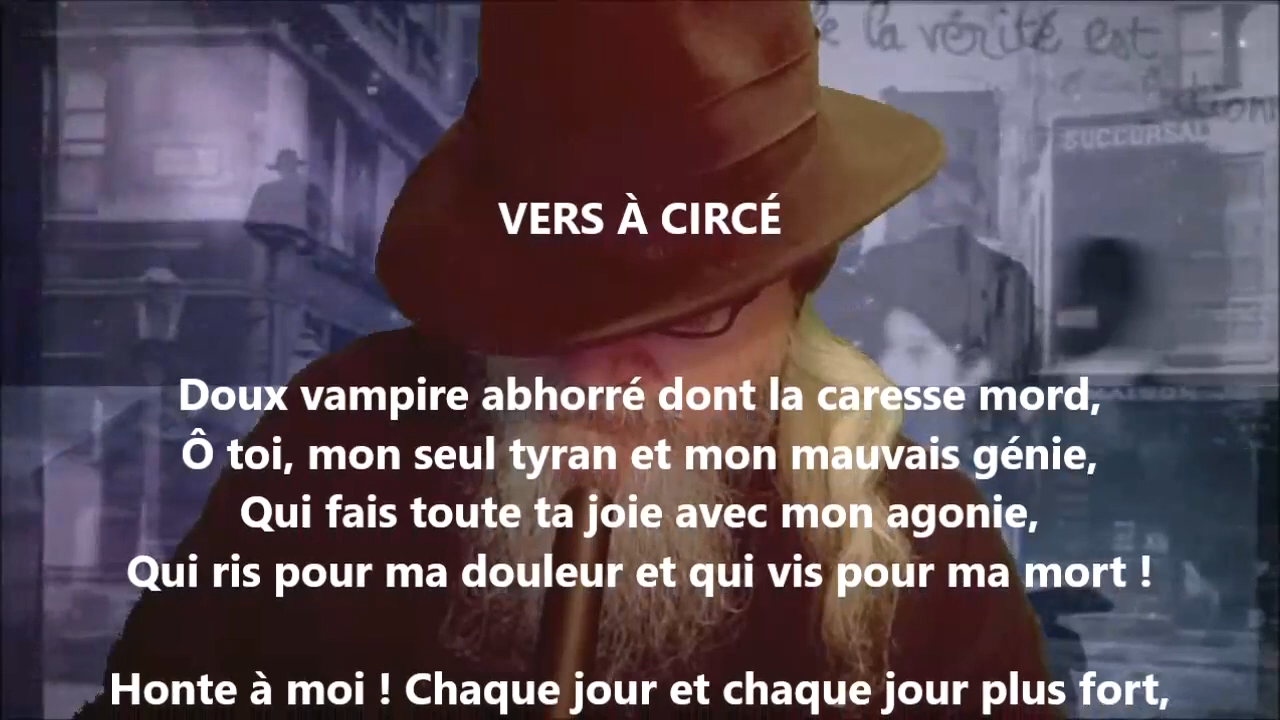 la vérité est
SUCCURSAL
VERS À CIRCÉ
Doux vampire abhorré dont la caresse mord,
Ô toi, mon seul tyran et mon mauvais génie,
Qui fais toute ta joie avec mon agonie,
Qui ris pour ma douleur et qui vis pour ma mort !
Honte à moi ! Chaque jour et chaque jour plus fort,